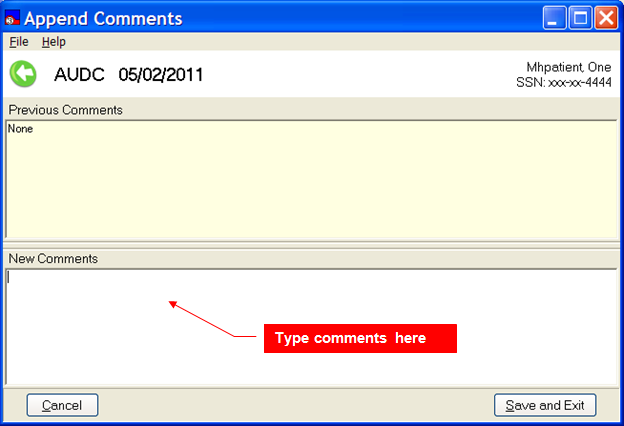 Append Comments
File Help
AUDC 05/02/2011
Mhpatient, One
SSN: xxx-xx-4444
Previous Comments
None
New Comments
Type comments here
Cancel
Save and Exit